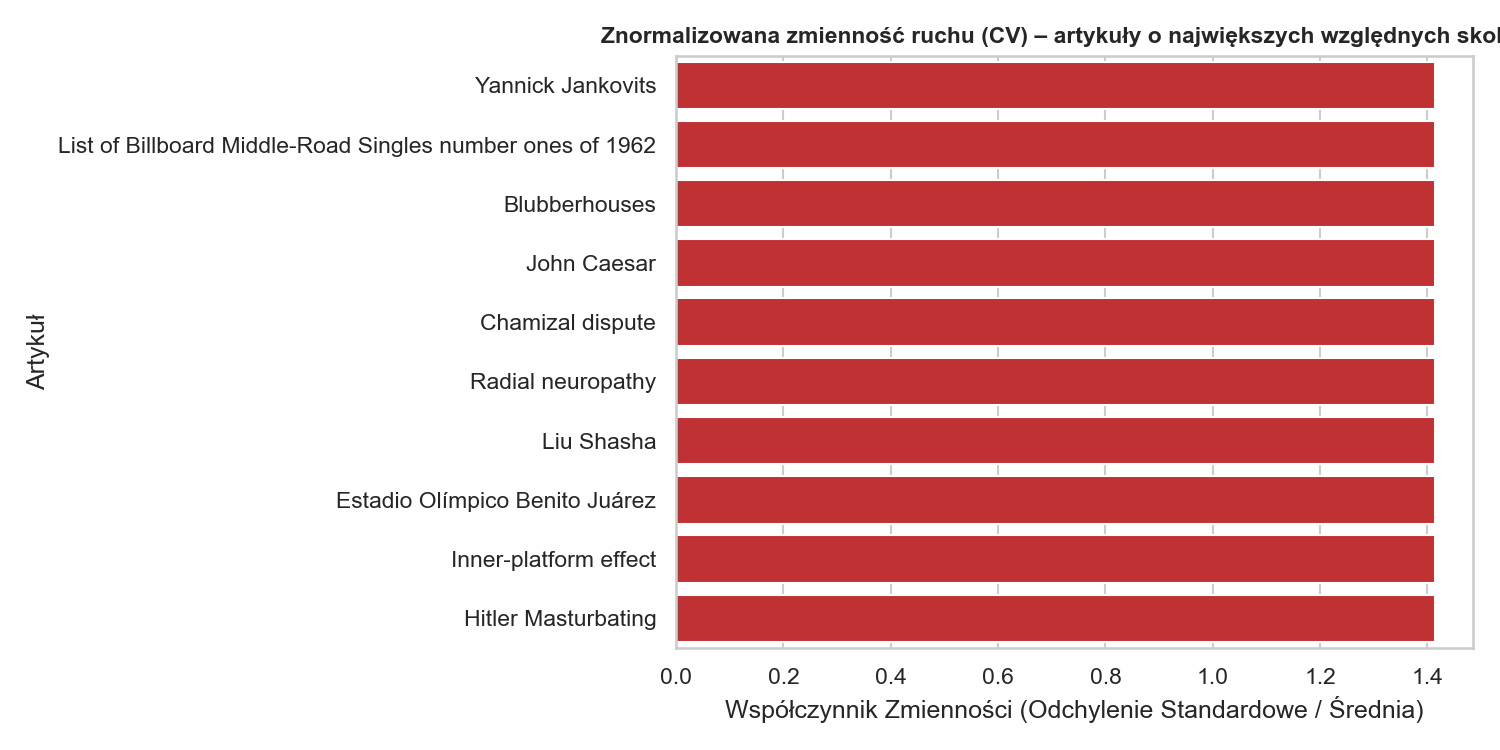 Znormalizowana zmienność ruchu (CV) – artykuły o największych względnych
Yannick Jankovits
List of Billboard Middle-Road Singles number ones of 1962
Blubberhouses
John Caesar
Chamizal dispute
Radial neuropathy
Liu Shasha
Estadio Olímpico Benito Juárez
Inner-platform effect
Hitler Masturbating
Artykuł
0.0 0.2 0.4 0.6 0.8 1.0 1.2 1.4
Współczynnik Zmienności (Odchylenie Standardowe / Średnia)